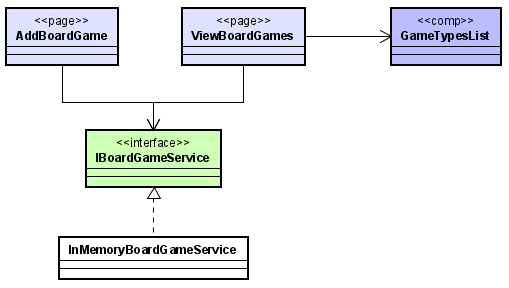 <<page>>
AddBoardGame
<<page>>
ViewBoardGames
<<comp>>
GameTypesList
<<interface>>
IBoardGameService
InMemoryBoardGameService